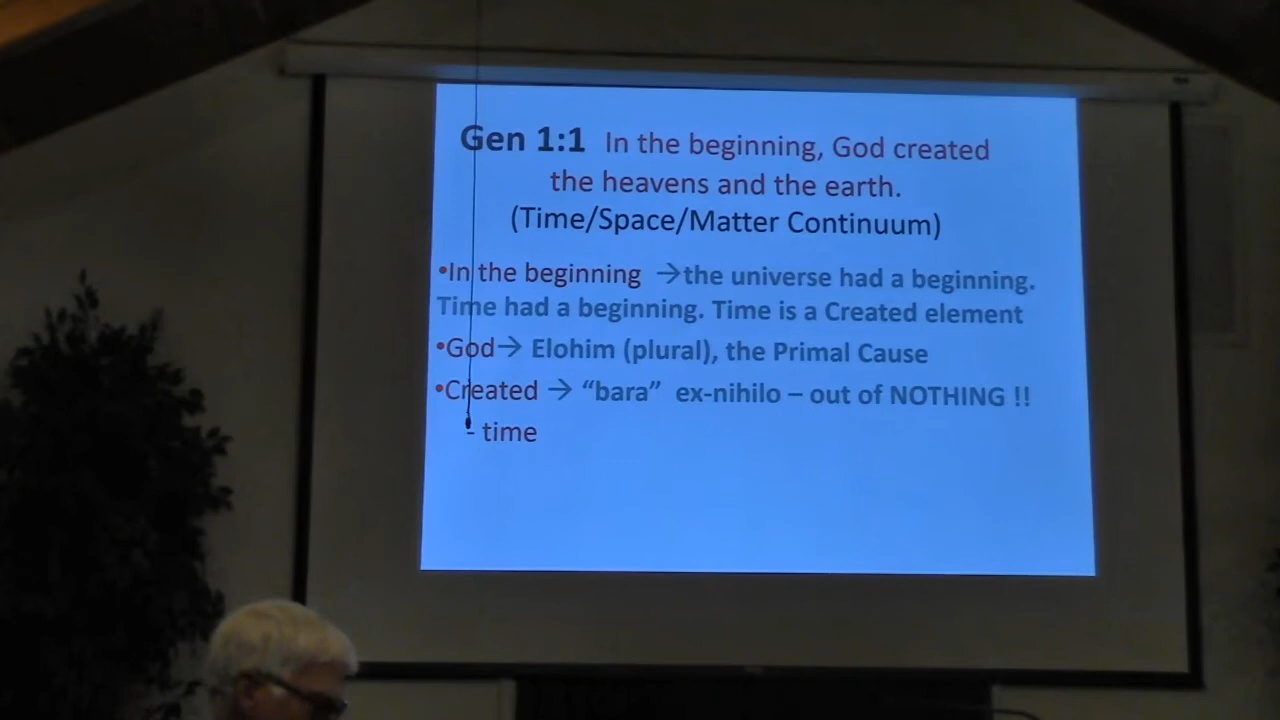 Gen 1:1 In the beginning, God created
the heavens and the earth.
(Time/Space/Matter Continuum)
•In the beginning →the universe had a beginning.
Time had a beginning. Time is a Created element
•God→ Elohim (plural), the Primal Cause
•Created → “bara” ex-nihilo – out of NOTHING !!
- time